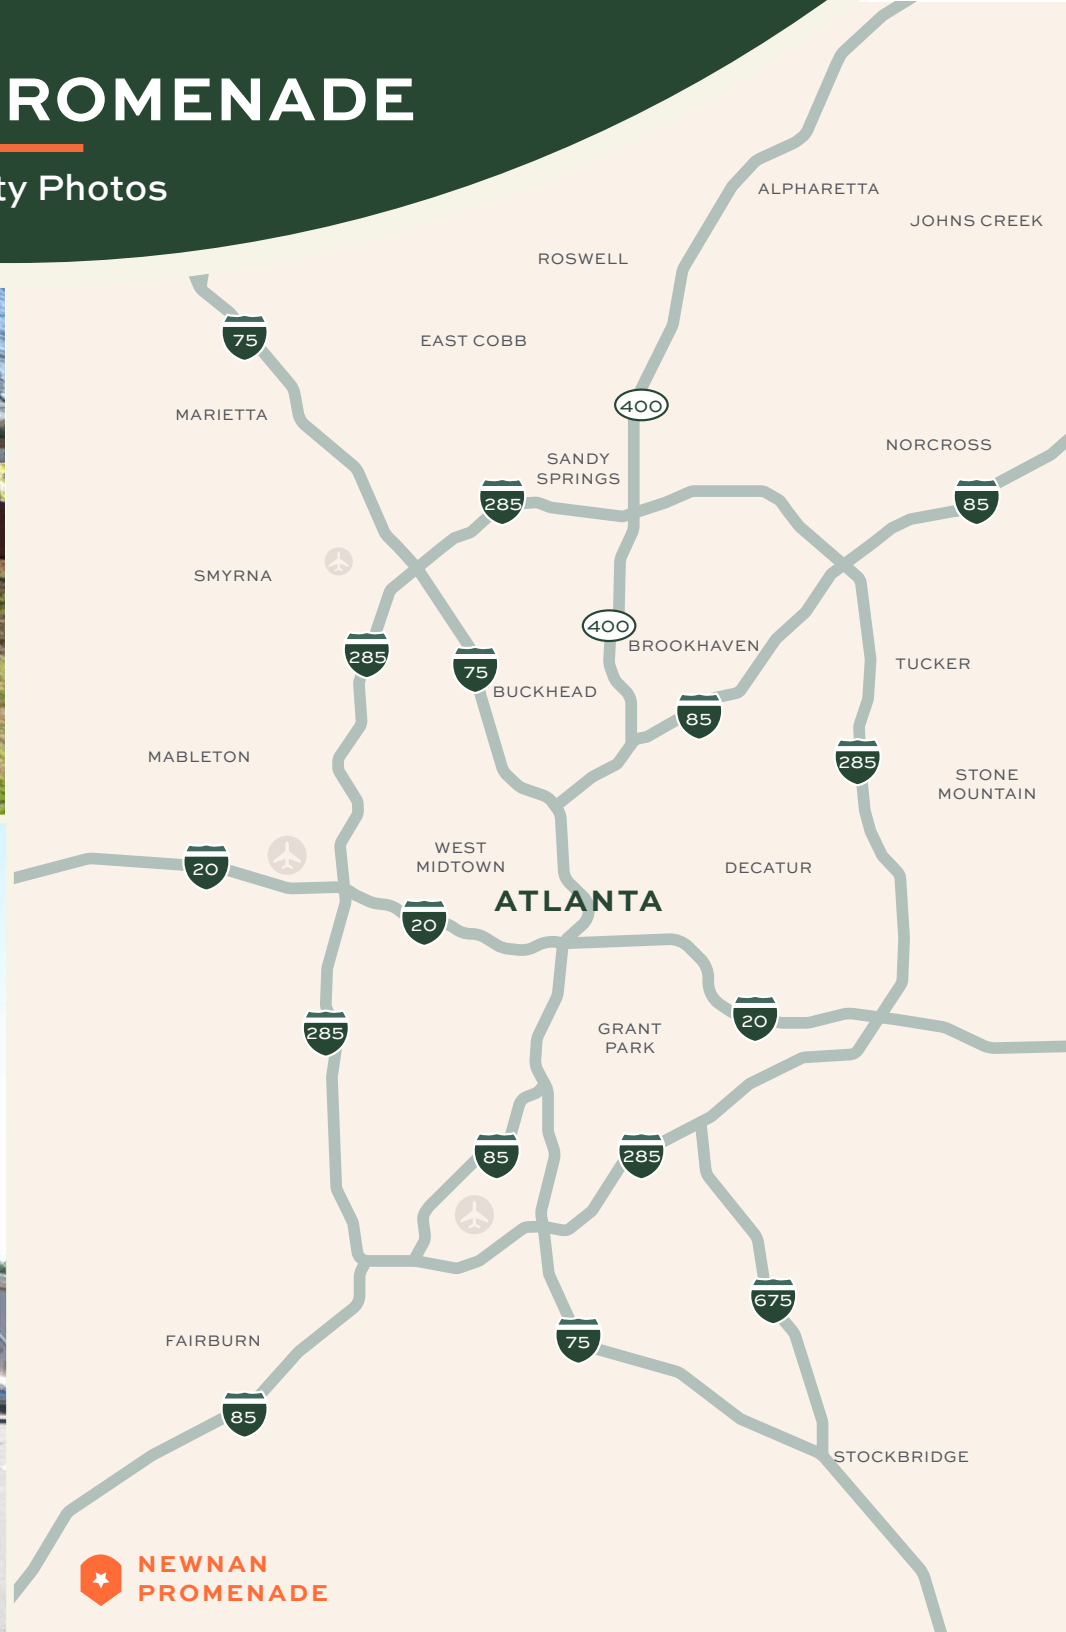 ROMENADE
ty Photos
ALPHARETTA
JOHNS CREEK
ROSWELL
75
EAST COBB
400
MARIETTA
NORCROSS
SANDY
SPRINGS
285
85
SMYRNA
400
BROOKHAVEN
285
75
TUCKER
BUCKHEAD
85
MABLETON
285
STONE
MOUNTAIN
WEST
MIDTOWN
20
DECATUR
ATLANTA
20
20
285
GRANT
PARK
85
285
675
FAIRBURN
75
85
STOCKBRIDGE
NEWNAN
PROMENADE